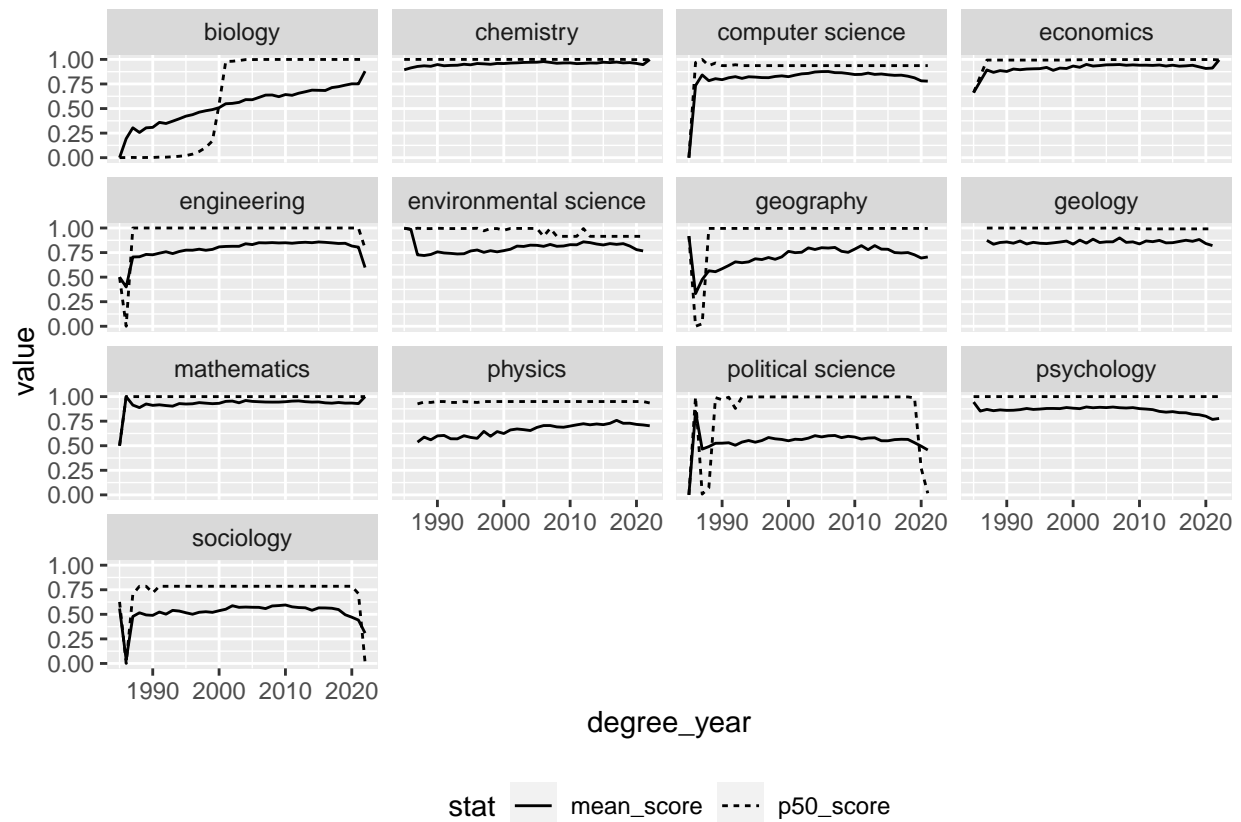 biology chemistry computer science economics
1.00
0.75
0.50
0.25
0.00
engineering environmental science geography geology
1.00
0.75
0.50
0.25
0.00
value
mathematics physics political science psychology
1.00
0.75
0.50
0.25
0.00
1990 2000 2010 2020 1990 2000 2010 2020 1990 2000 2010 2020
sociology
1.00
0.75
0.50
0.25
0.00
1990 2000 2010 2020
degree_year
stat mean_score p50_score